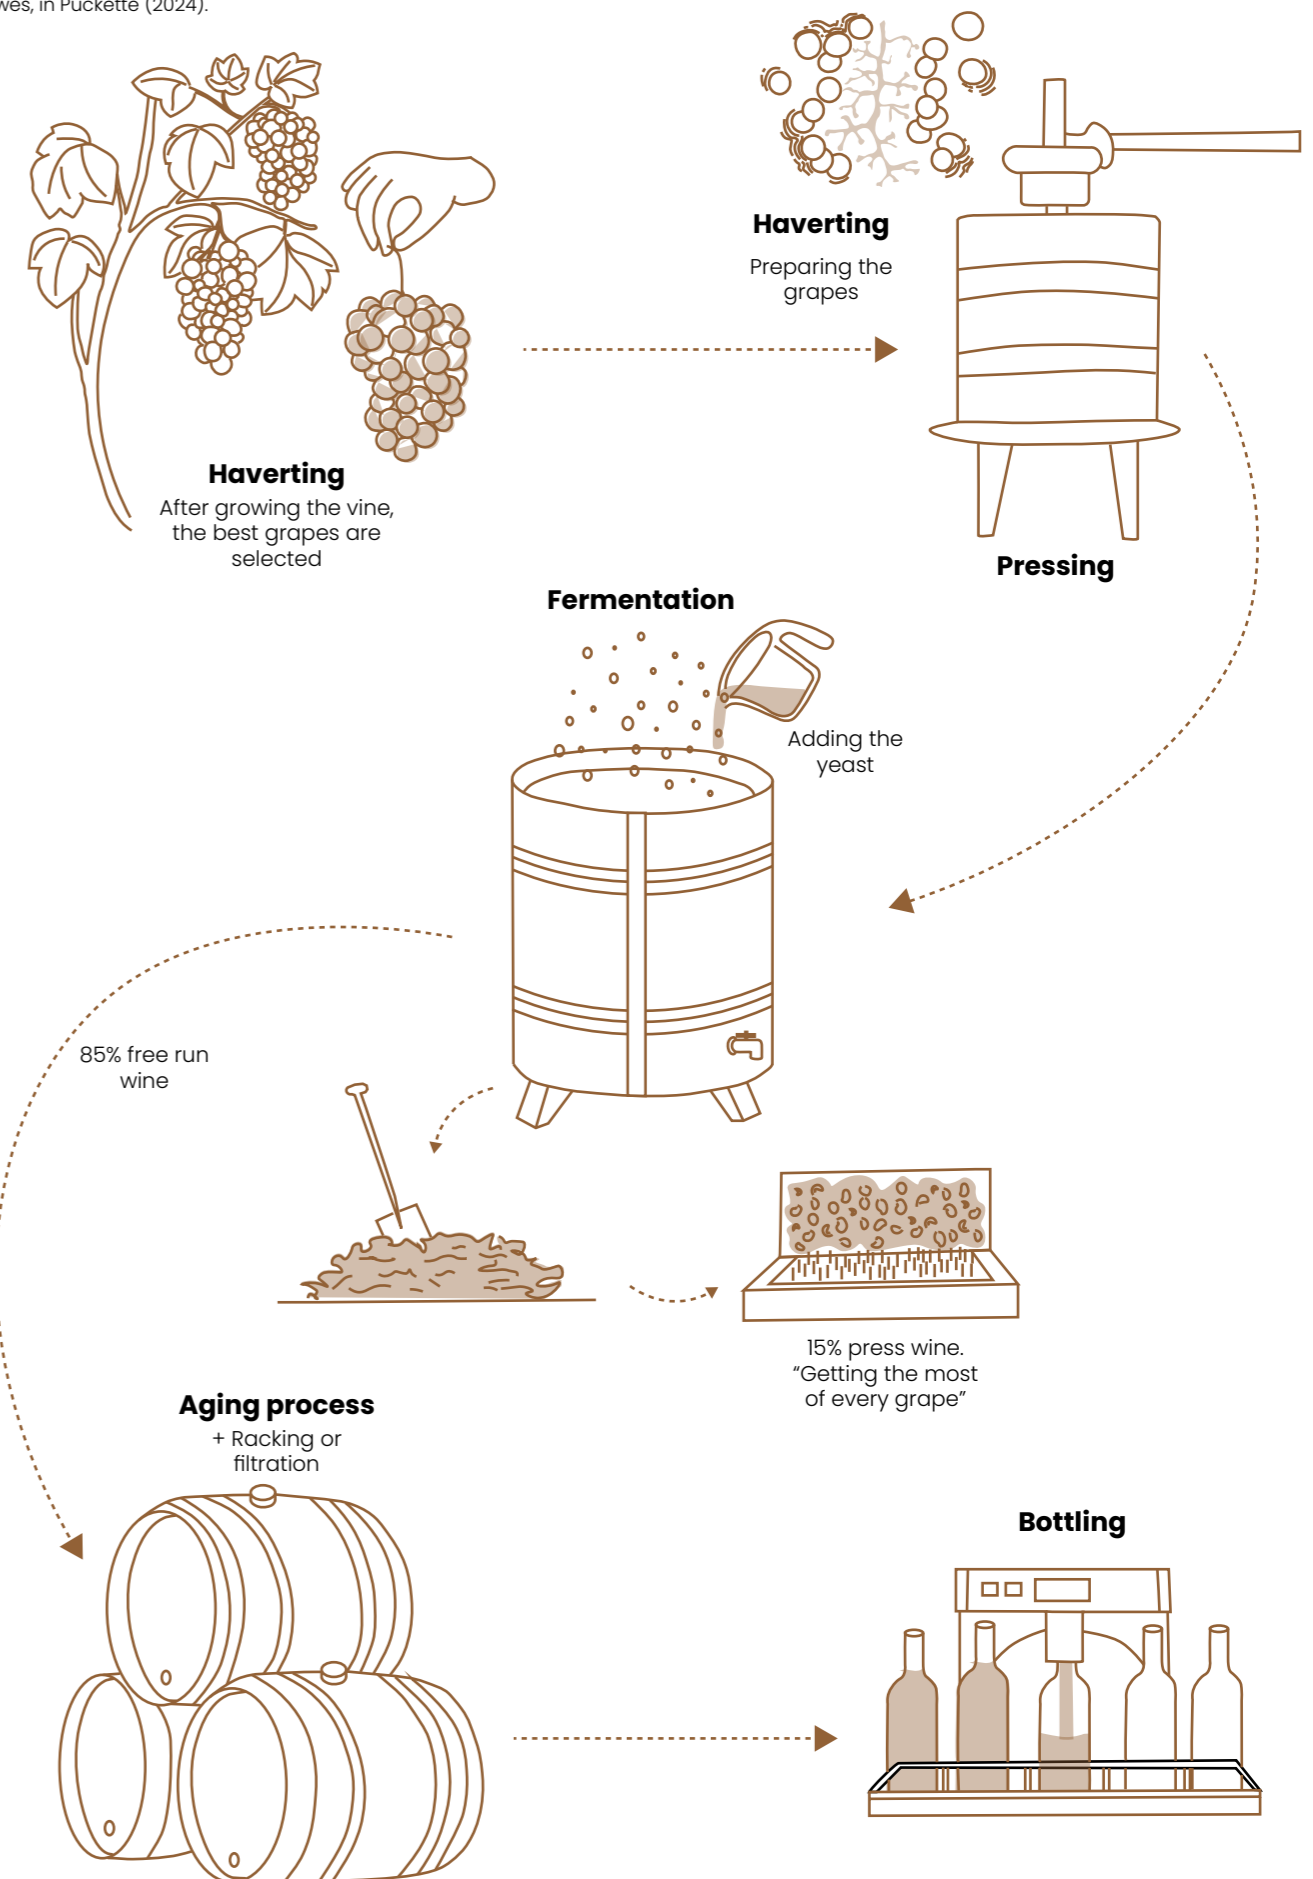 in Puckette (2024).
Haverting
Preparing the
grapes
Haverting
After growing the vine,
the best grapes are
selected
Pressing
Fermentation
Adding the
yeast
85% free run
wine
15% press wine.
“Getting the most
of every grape”
Aging process
+ Racking or
filtration
Bottling